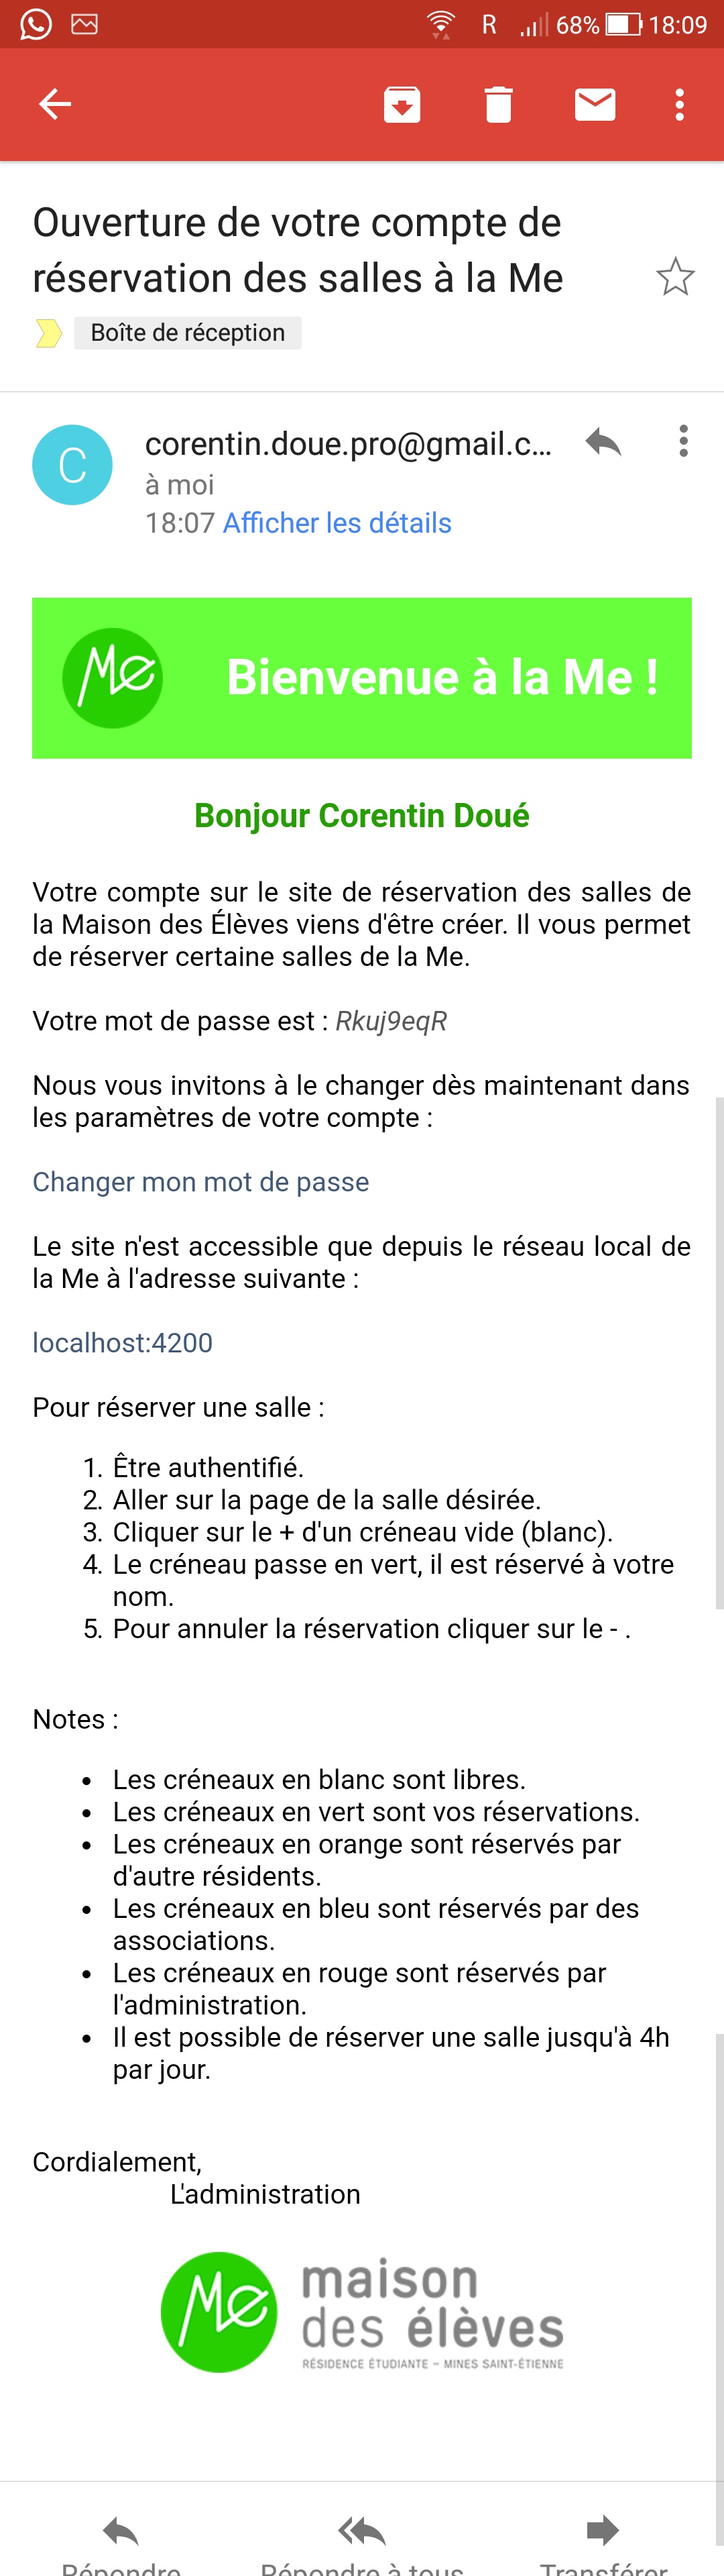 R 68% 18:09
Ouverture de votre compte de
réservation des salles à la Me
Boîte de réception
C
corentin.doue.pro@gmail.c...
à moi
18:07 Afficher les détails
Me Bienvenue à la Me !
Bonjour Corentin Doué
Votre compte sur le site de réservation des salles de
la Maison des Élèves viens d'être créer. Il vous permet
de réserver certaine salles de la Me.
Votre mot de passe est : Rkuj9eqR
Nous vous invitons à le changer dès maintenant dans
les paramètres de votre compte :
Changer mon mot de passe
Le site n'est accessible que depuis le réseau local de
la Me à l'adresse suivante :
localhost:4200
Pour réserver une salle :
1. Être authentifié.
2. Aller sur la page de la salle désirée.
3. Cliquer sur le + d'un créneau vide (blanc).
4. Le créneau passe en vert, il est réservé à votre
nom.
5. Pour annuler la réservation cliquer sur le - .
Notes :
• Les créneaux en blanc sont libres.
• Les créneaux en vert sont vos réservations.
• Les créneaux en orange sont réservés par
d'autre résidents.
• Les créneaux en bleu sont réservés par des
associations.
• Les créneaux en rouge sont réservés par
l'administration.
• Il est possible de réserver une salle jusqu'à 4h
par jour.
Cordialement,
L'administration
Me maison
des élèves
RÉSIDENCE ÉTUDIANTE – MINES SAINT-ÉTIENNE
Répondre Répondre à tous Transférer